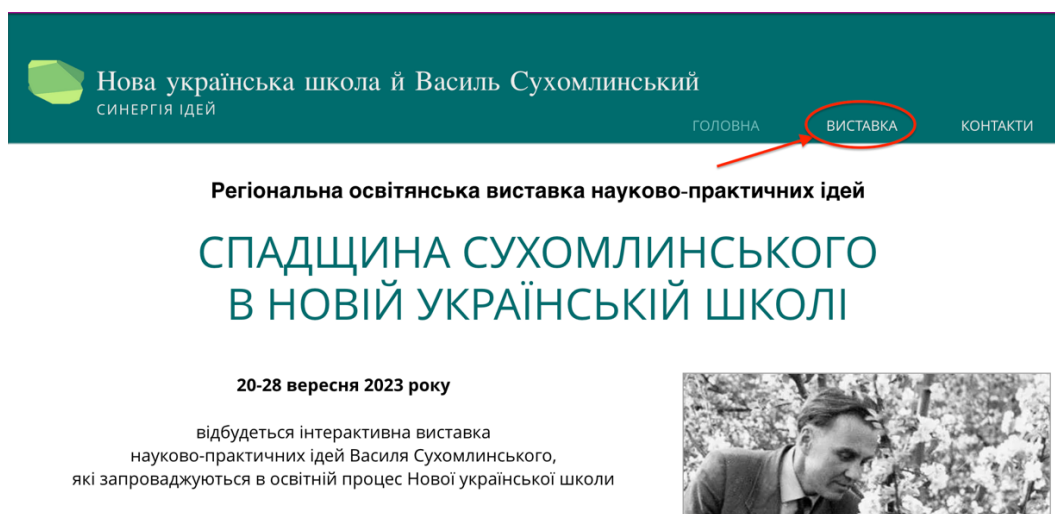 Нова українська школа й Василь Сухомлинський
СИНЕРГІЯ ІДЕЙ
ГОЛОВНА
ВИСТАВКА
КОНТАКТИ
Регіональна освітянська виставка науково-практичних ідей
СПАДЩИНА СУХОМЛИНСЬКОГО
В НОВІЙ УКРАЇНСЬКІЙ ШКОЛІ
20-28 вересня 2023 року
відбудеться інтерактивна виставка
науково-практичних ідей Василя Сухомлинського,
які запроваджуються в освітній процес Нової української школи